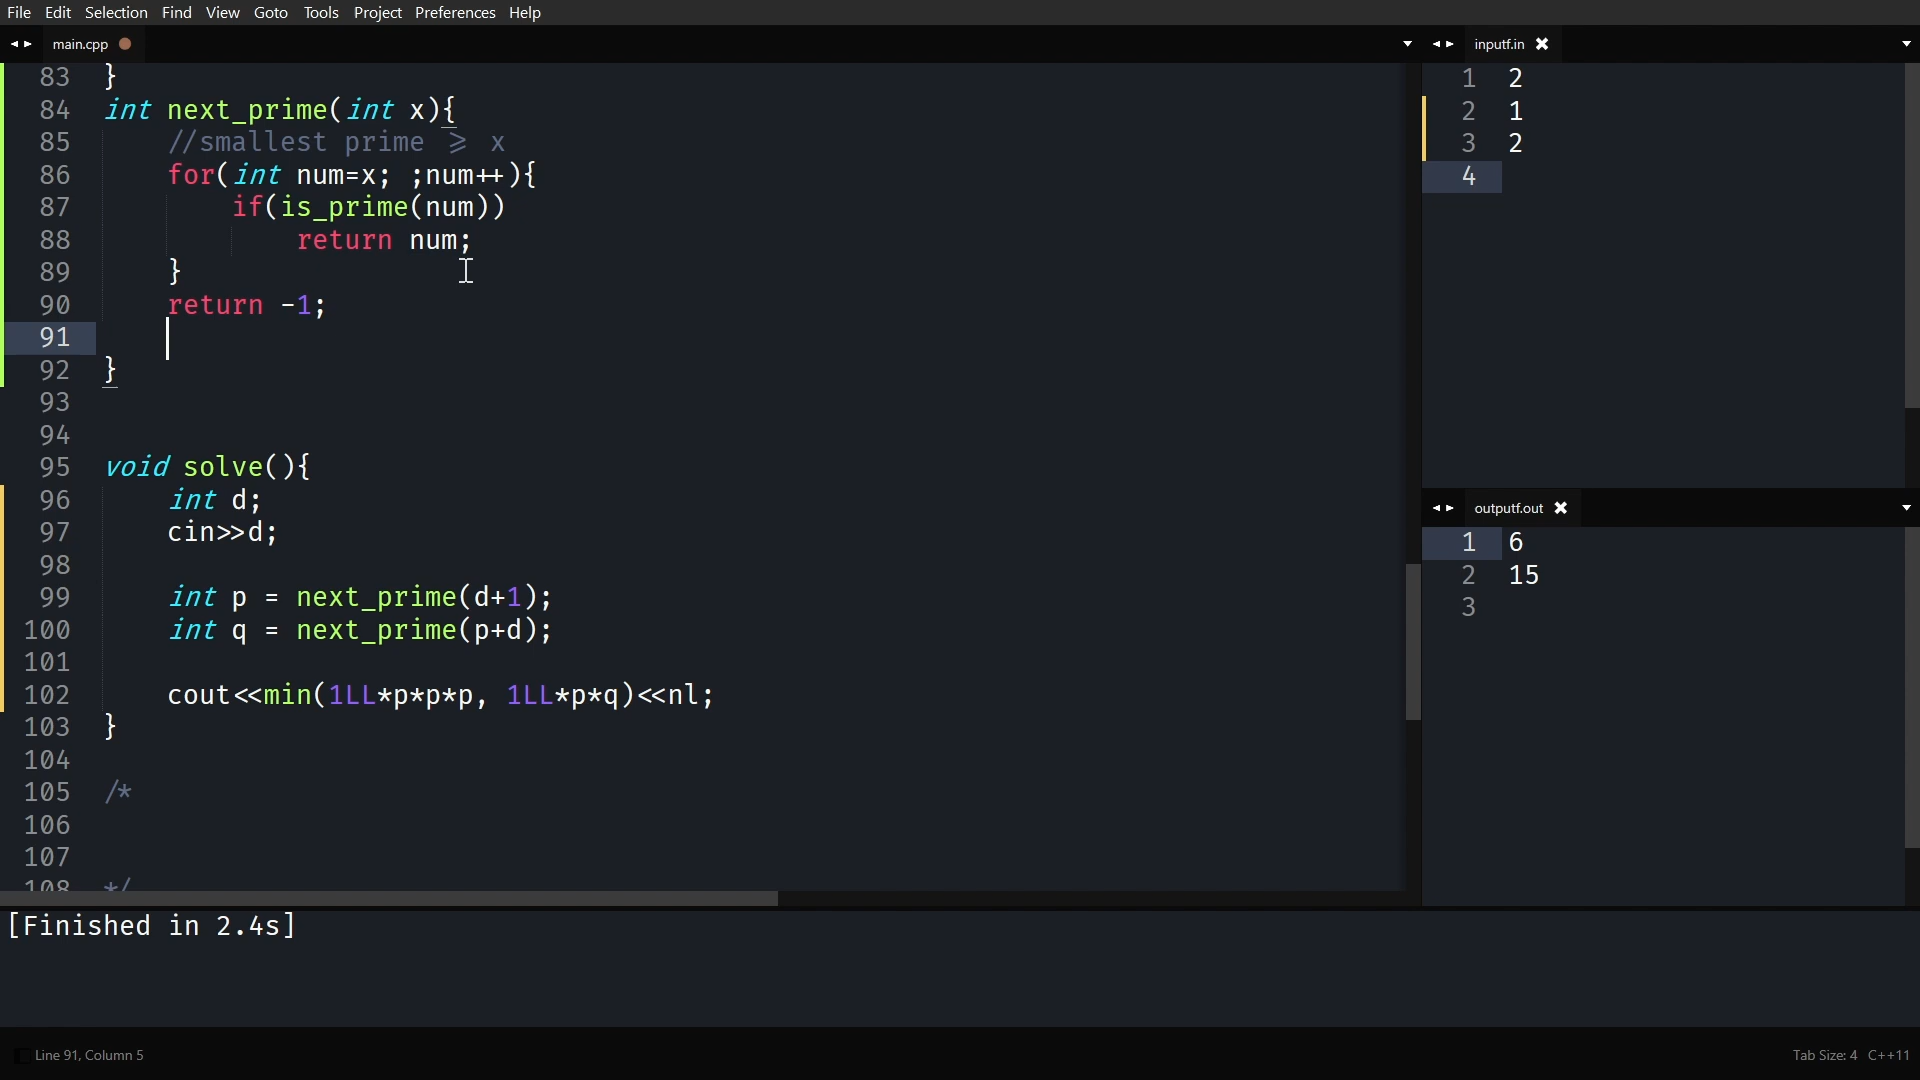 File Edit Selection Find View Goto Tools Project Preferences Help
main.cpp
83 }
84 int next_prime(int x){
85 //smallest prime >= x
86 for(int num=x; ;num++){
87 if(is_prime(num))
88 return num;
89 }
90 return -1;
91
92 }
93
94
95 void solve(){
96 int d;
97 cin>>d;
98
99 int p = next_prime(d+1);
100 int q = next_prime(p+d);
101
102 cout<<min(1LL*p*p*p, 1LL*p*q)<<nl;
103 }
104
105 /*
106
107
108 */
inputf.in
1 2
2 1
3 2
4
outputf.out
1 6
2 15
3
[Finished in 2.4s]
Line 91, Column 5
Tab Size: 4 C++11